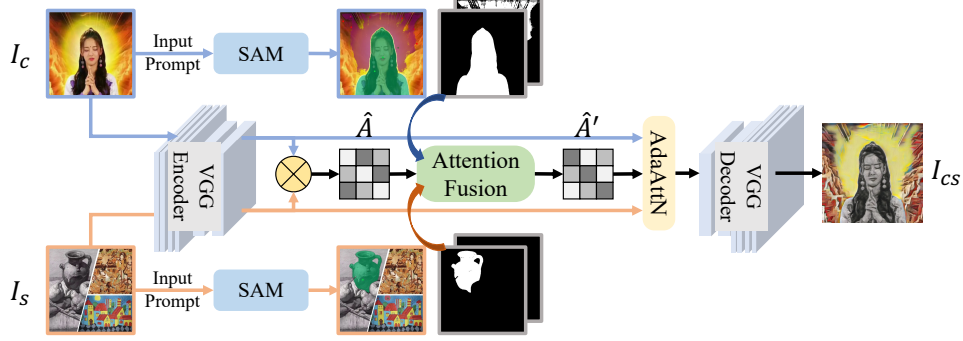 I_c
Input
Prompt
SAM
VGG
Encoder
Â
Attention
Fusion
Â′
AdaAttN
VGG
Decoder
I_cs
I_s
Input
Prompt
SAM